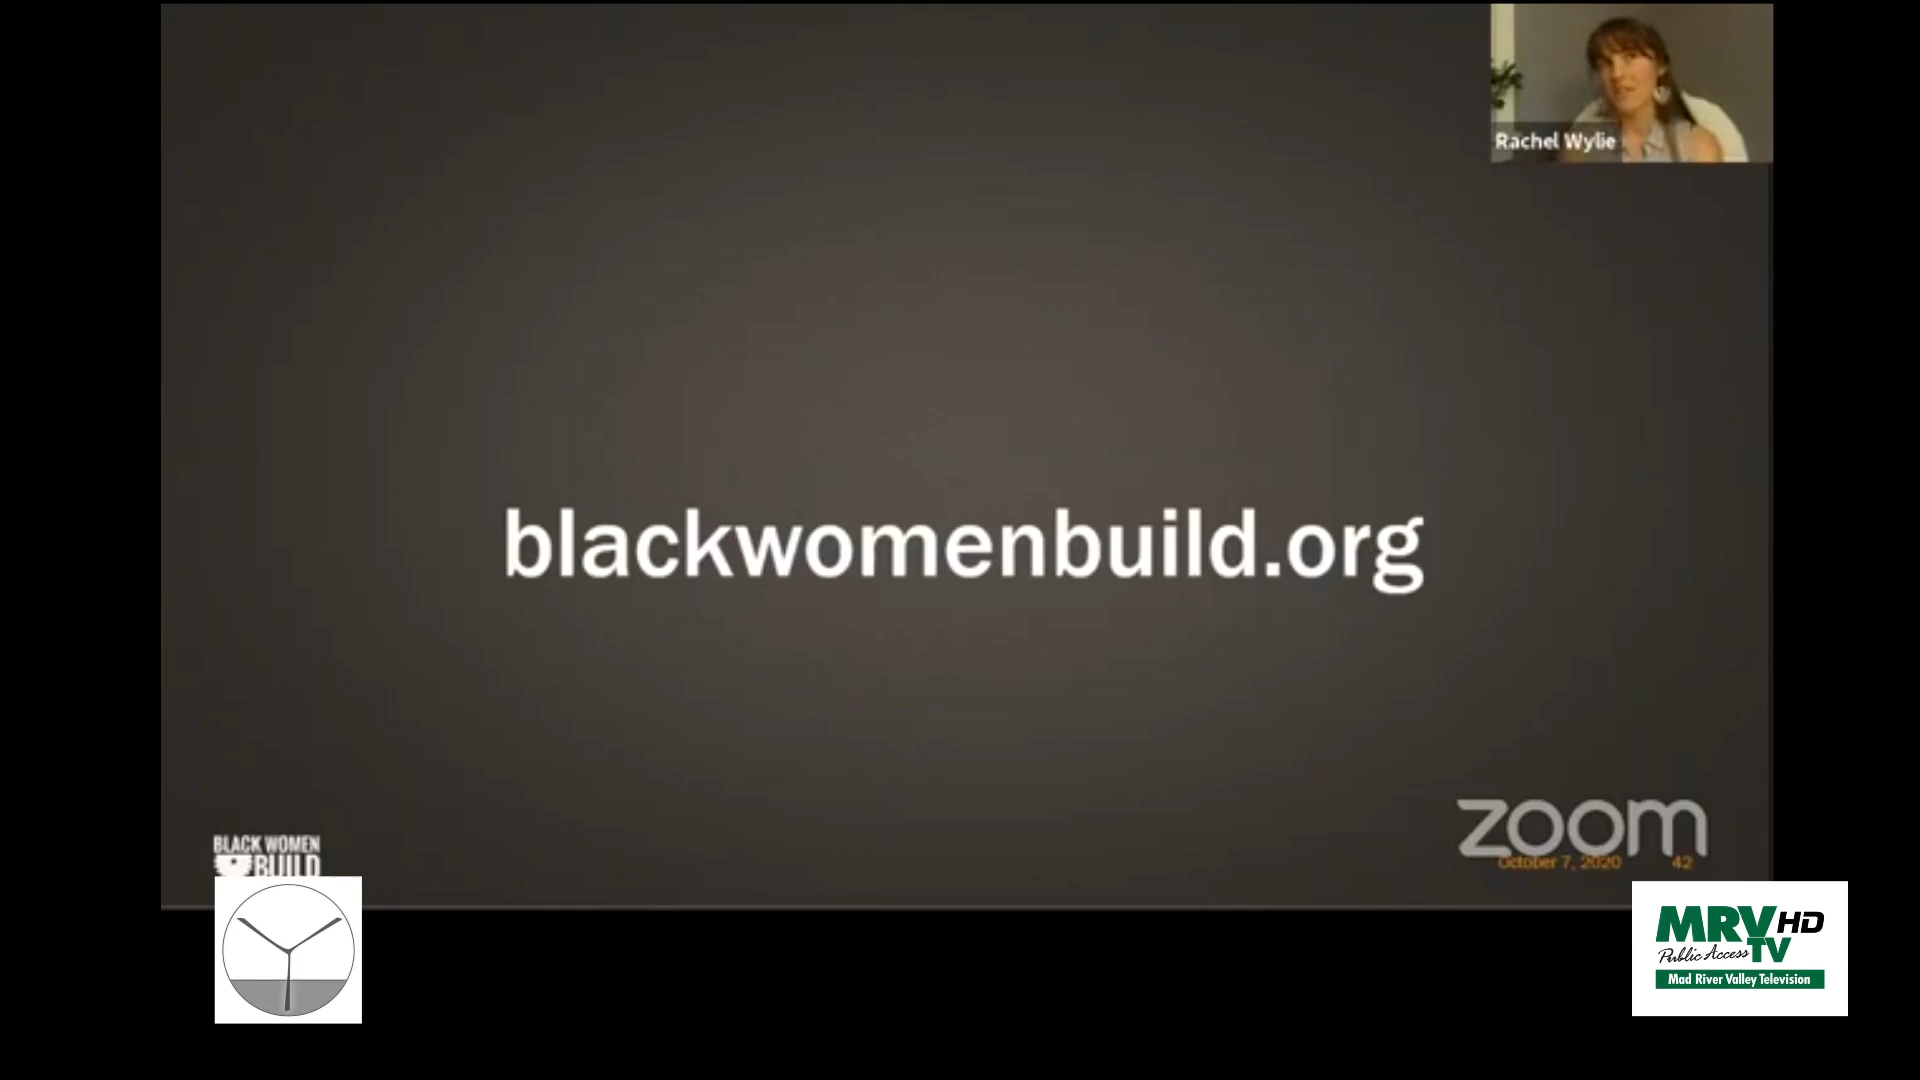 Rachel Wylie
blackwomenbuild.org
zoom
October 7, 2020 42
BLACK WOMEN
BUILD
MRV HD
Public Access TV
Mad River Valley Television